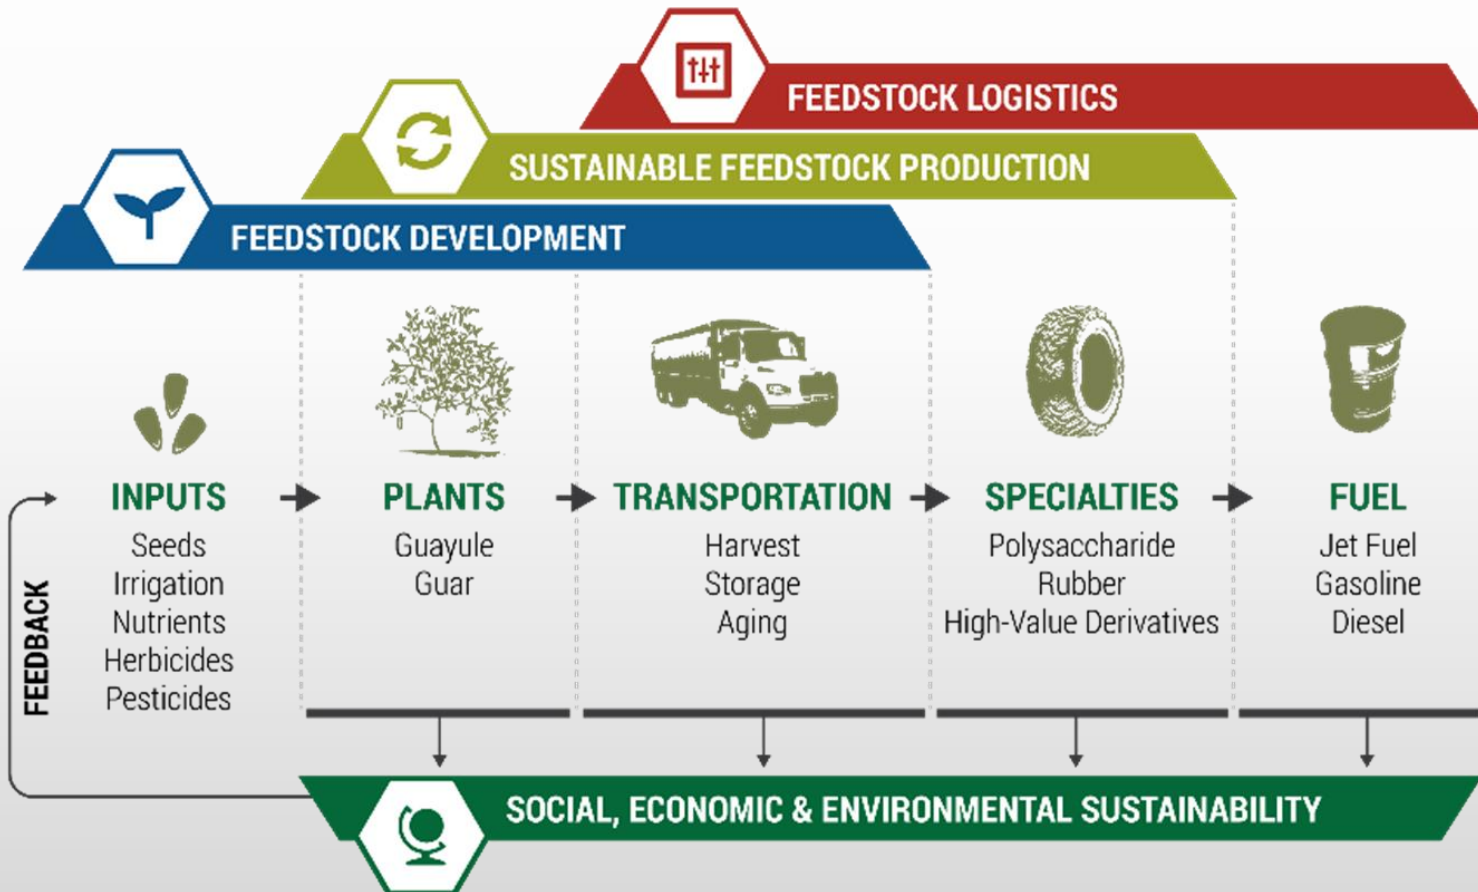 FEEDSTOCK LOGISTICS
SUSTAINABLE FEEDSTOCK PRODUCTION
FEEDSTOCK DEVELOPMENT
INPUTS
Seeds
Irrigation
Nutrients
Herbicides
Pesticides
PLANTS
Guayule
Guar
TRANSPORTATION
Harvest
Storage
Aging
SPECIALTIES
Polysaccharide
Rubber
High-Value Derivatives
FUEL
Jet Fuel
Gasoline
Diesel
FEEDBACK
SOCIAL, ECONOMIC & ENVIRONMENTAL SUSTAINABILITY